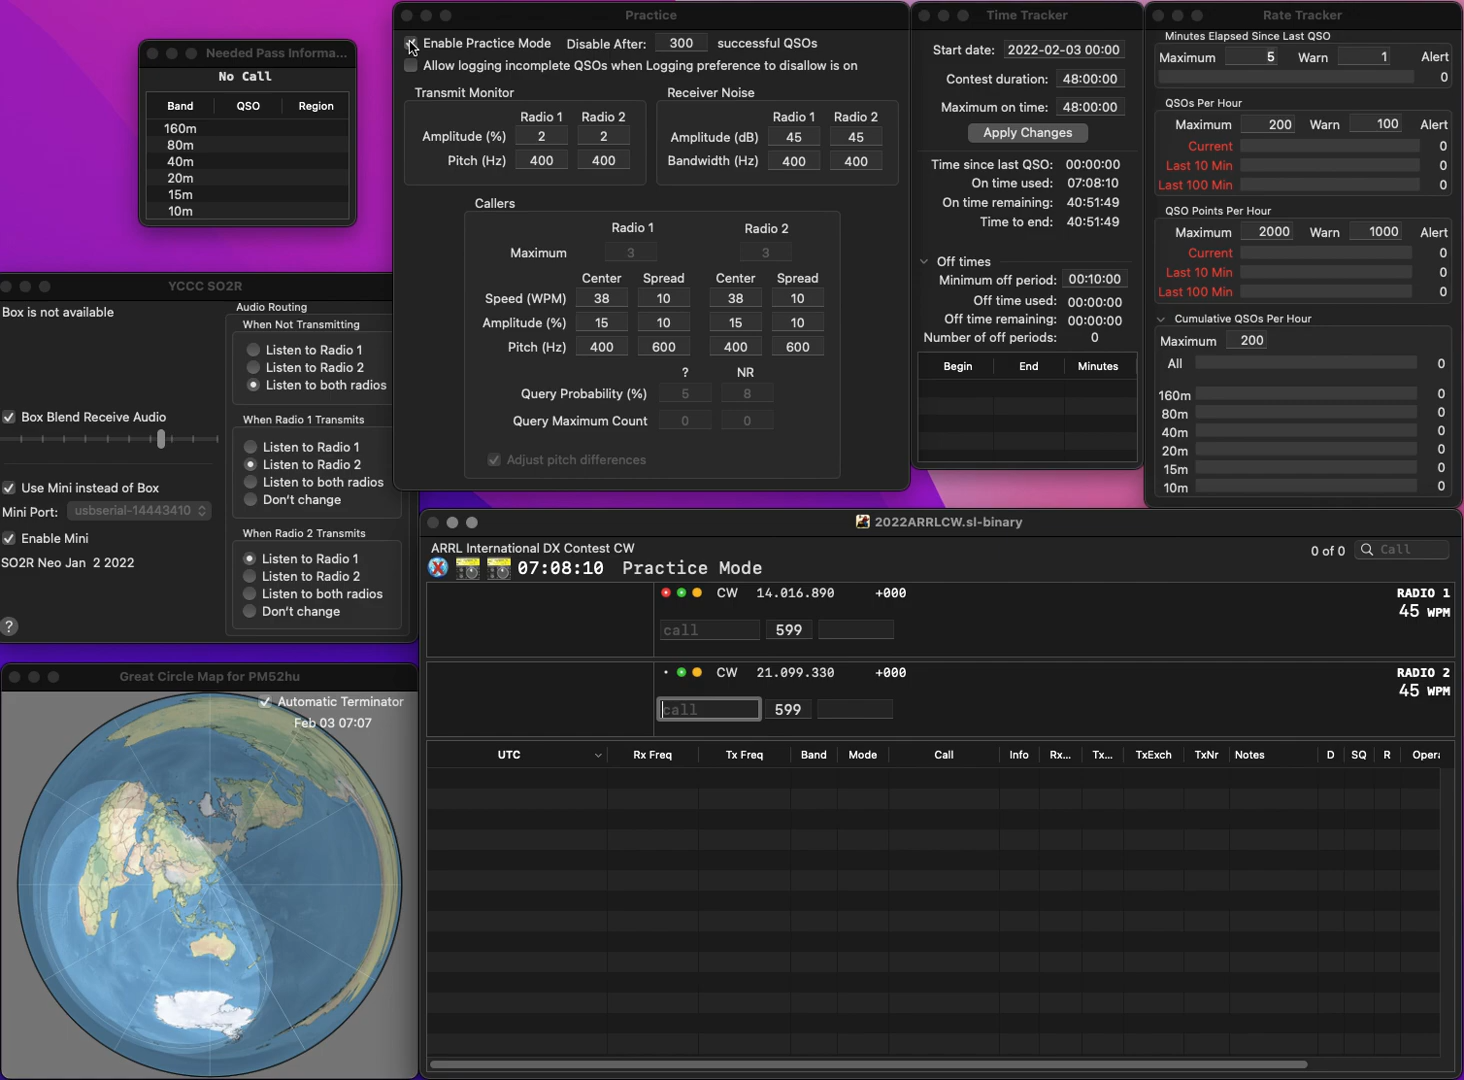 Needed Pass Informa...
No Call
Band QSO Region
160m
80m
40m
20m
15m
10m
Practice
Enable Practice Mode Disable After: 300 successful QSOs
Allow logging incomplete QSOs when Logging preference to disallow is on
Transmit Monitor
Radio 1 Radio 2
Amplitude (%) 2 2
Pitch (Hz) 400 400
Receiver Noise
Radio 1 Radio 2
Amplitude (dB) 45 45
Bandwidth (Hz) 400 400
Callers
Radio 1 Radio 2
Maximum 3 3
Center Spread Center Spread
Speed (WPM) 38 10 38 10
Amplitude (%) 15 10 15 10
Pitch (Hz) 400 600 400 600
? NR
Query Probability (%) 5 8
Query Maximum Count 0 0
Adjust pitch differences
Time Tracker
Start date: 2022-02-03 00:00
Contest duration: 48:00:00
Maximum on time: 48:00:00
Apply Changes
Time since last QSO: 00:00:00
On time used: 07:08:10
On time remaining: 40:51:49
Time to end: 40:51:49
Off times
Minimum off period: 00:10:00
Off time used: 00:00:00
Off time remaining: 00:00:00
Number of off periods: 0
Begin End Minutes
Rate Tracker
Minutes Elapsed Since Last QSO
Maximum 5 Warn 1 Alert
0
QSOs Per Hour
Maximum 200 Warn 100 Alert
Current 0
Last 10 Min 0
Last 100 Min 0
QSO Points Per Hour
Maximum 2000 Warn 1000 Alert
Current 0
Last 10 Min 0
Last 100 Min 0
Cumulative QSOs Per Hour
Maximum 200
All 0
160m 0
80m 0
40m 0
20m 0
15m 0
10m 0
YCCC SO2R
Box is not available
Box Blend Receive Audio
Use Mini instead of Box
Mini Port: usbserial-14443410
Enable Mini
SO2R Neo Jan 2 2022
?
Audio Routing
When Not Transmitting
Listen to Radio 1
Listen to Radio 2
Listen to both radios
When Radio 1 Transmits
Listen to Radio 1
Listen to Radio 2
Listen to both radios
Don't change
When Radio 2 Transmits
Listen to Radio 1
Listen to Radio 2
Listen to both radios
Don't change
Great Circle Map for PM52hu
Automatic Terminator
Feb 03 07:07
2022ARRLCW.sl-binary
ARRL International DX Contest CW
0 of 0 Call
07:08:10 Practice Mode
CW 14.016.890 +000 RADIO 1
45 WPM
call 599
CW 21.099.330 +000 RADIO 2
45 WPM
call 599
UTC Rx Freq Tx Freq Band Mode Call Info Rx... Tx... TxExch TxNr Notes D SQ R Opera